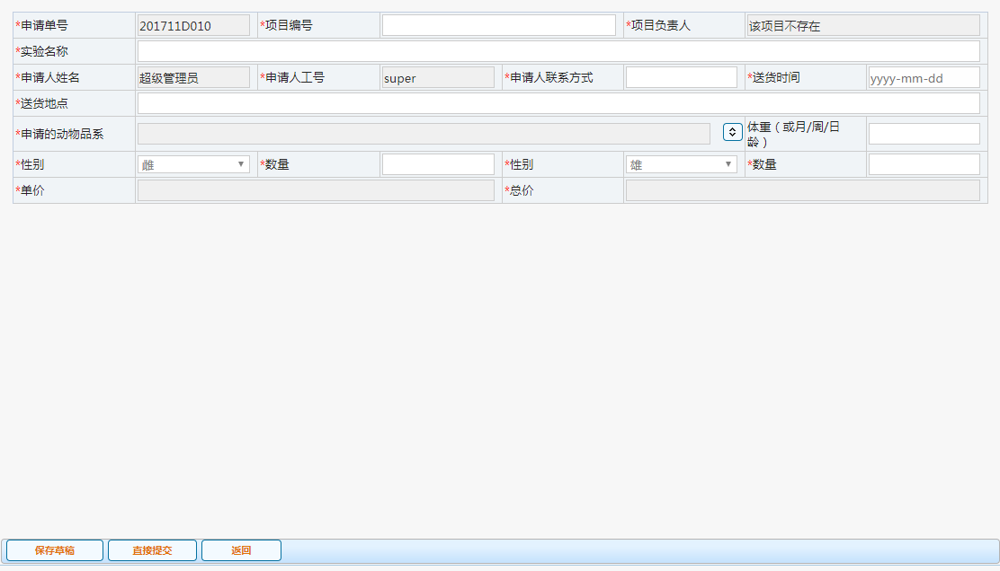 *申请单号 201711D010 *项目编号 *项目负责人 该项目不存在
*实验名称
*申请人姓名 超级管理员 *申请人工号 super *申请人联系方式 *送货时间 yyyy-mm-dd
*送货地点
*申请的动物品系 体重（或月/周/日
龄）
*性别 雌 *数量 *性别 雄 *数量
*单价 *总价
保存草稿 直接提交 返回